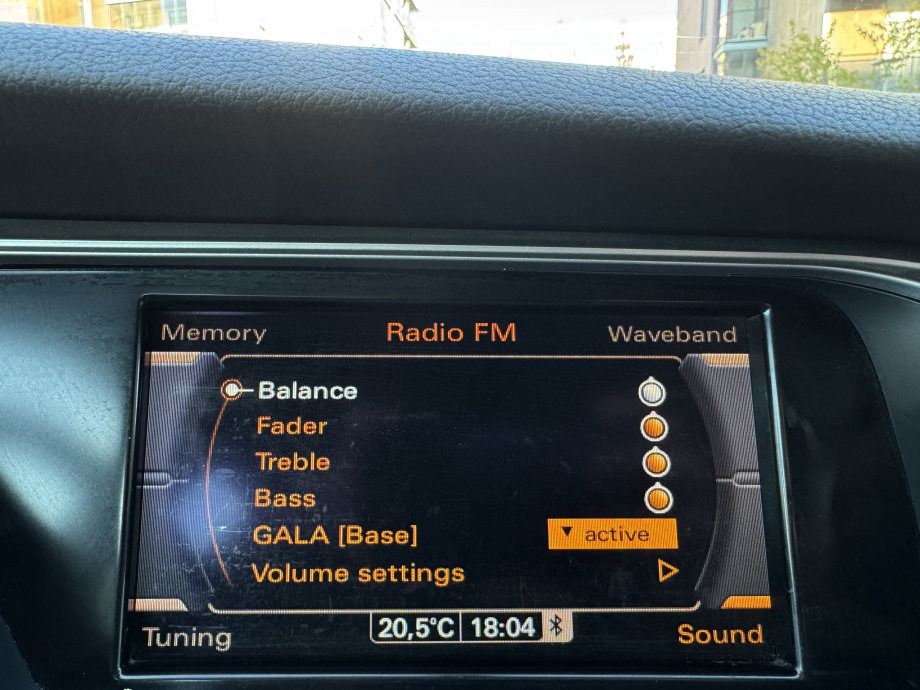 Memory Radio FM Waveband
Balance
Fader
Treble
Bass
GALA [Base] active
Volume settings
Tuning 20,5°C 18:04 Sound